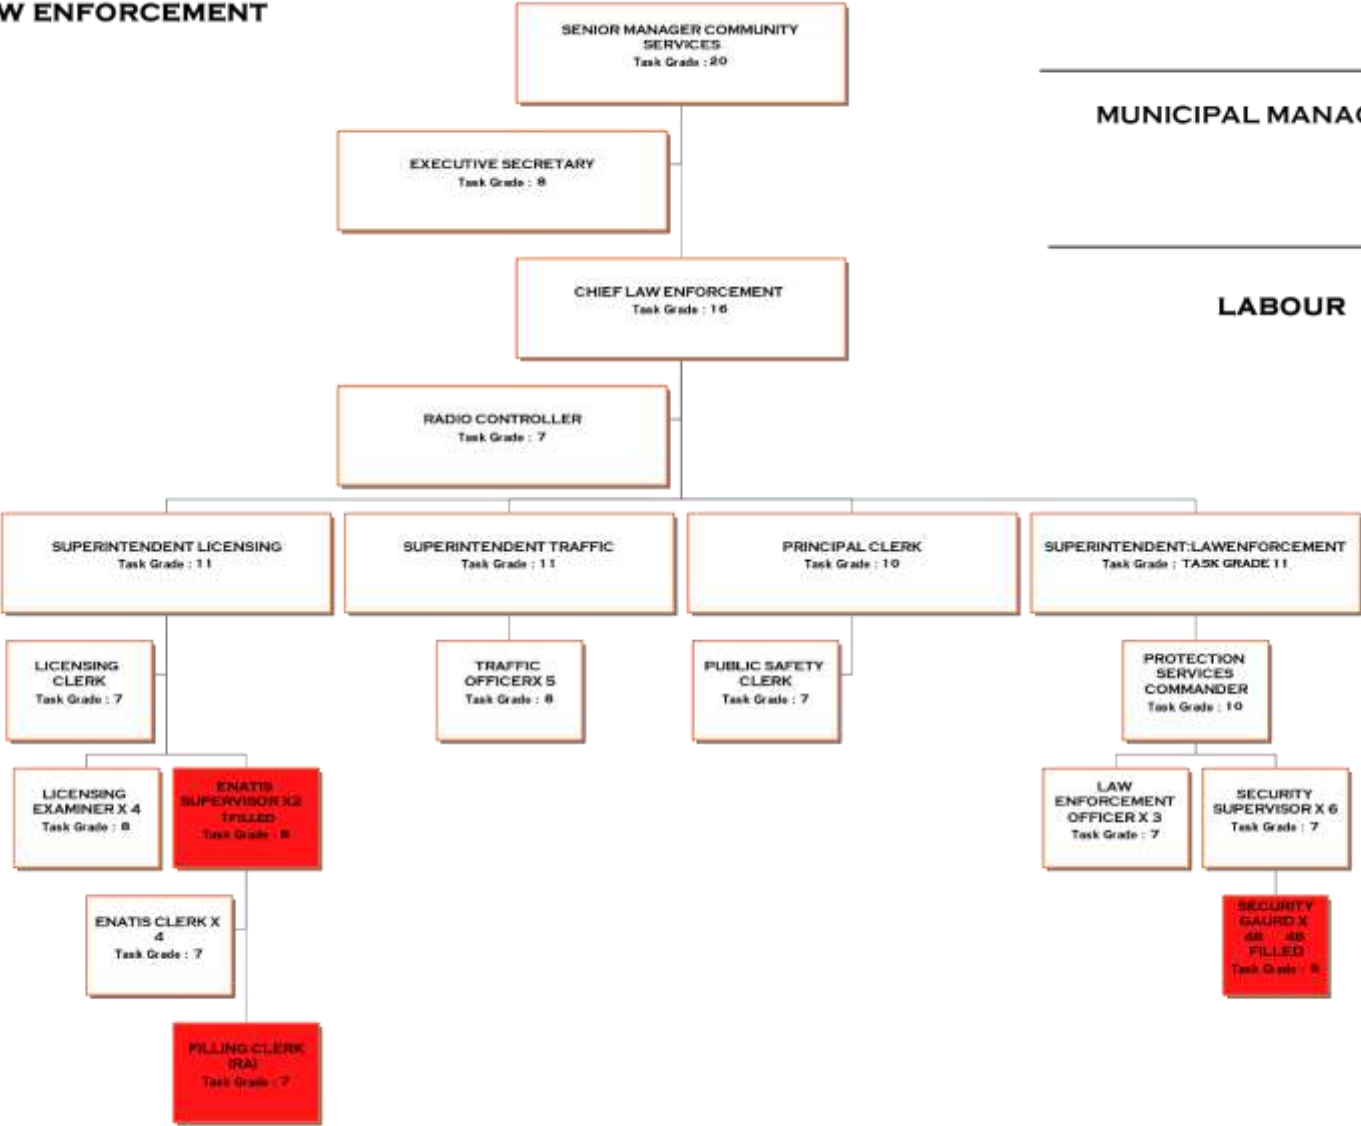 W ENFORCEMENT
SENIOR MANAGER COMMUNITY
SERVICES
Task Grade : 20
MUNICIPAL MANAG
EXECUTIVE SECRETARY
Task Grade : 8
CHIEF LAW ENFORCEMENT
Task Grade : 16
LABOUR
RADIO CONTROLLER
Task Grade : 7
SUPERINTENDENT LICENSING
Task Grade : 11
SUPERINTENDENT TRAFFIC
Task Grade : 11
PRINCIPAL CLERK
Task Grade : 10
SUPERINTENDENT:LAWENFORCEMENT
Task Grade : TASK GRADE 11
LICENSING
CLERK
Task Grade : 7
TRAFFIC
OFFICERX 5
Task Grade : 8
PUBLIC SAFETY
CLERK
Task Grade : 7
PROTECTION
SERVICES
COMMANDER
Task Grade : 10
LICENSING
EXAMINER X 4
Task Grade : 8
ENATIS
SUPERVISOR X2
1FILLED
Task Grade :
LAW
ENFORCEMENT
OFFICER X 3
Task Grade : 7
SECURITY
SUPERVISOR X 6
Task Grade : 7
ENATIS CLERK X
4
Task Grade : 7
SECURITY
GAURD X
FILLED
Task Grade :
FILLING CLERK
(RA)
Task Grade : 7